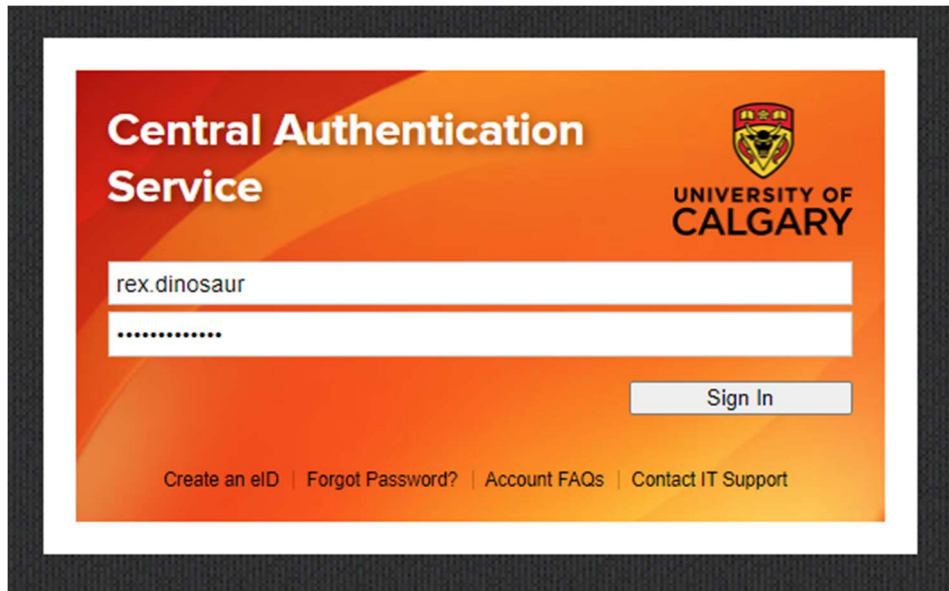 Central Authentication
Service
UNIVERSITY OF
CALGARY
rex.dinosaur
•••••••••••••
Sign In
Create an eID | Forgot Password? | Account FAQs | Contact IT Support